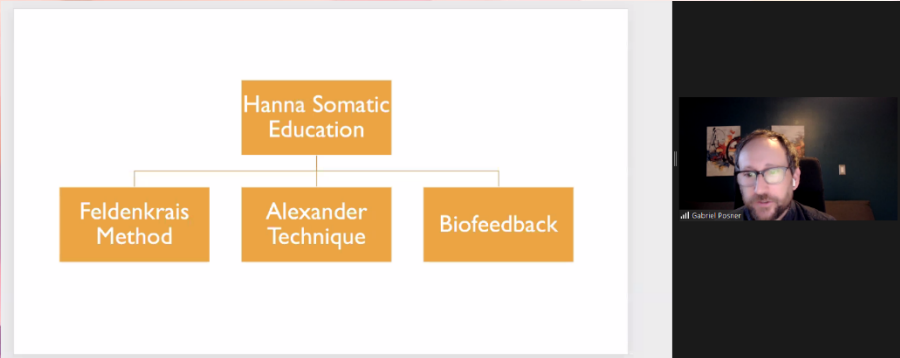 Hanna Somatic
Education
Feldenkrais
Method
Alexander
Technique
Biofeedback
Gabriel Posner